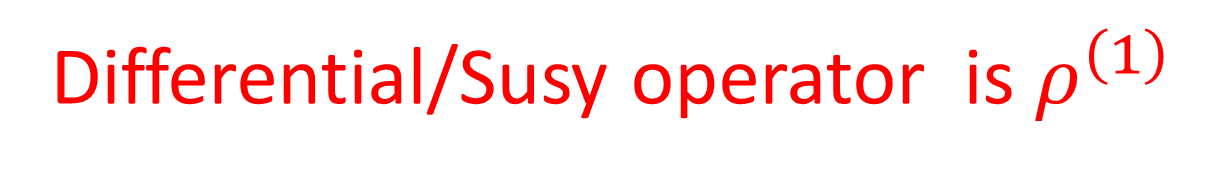 Differential/Susy operator is 𝜌⁽¹⁾